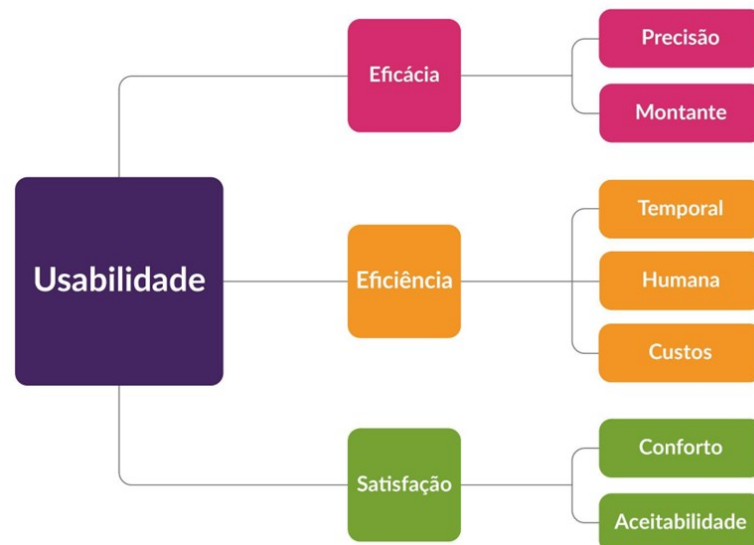 Usabilidade
Eficácia
Precisão
Montante
Eficiência
Temporal
Humana
Custos
Satisfação
Conforto
Aceitabilidade